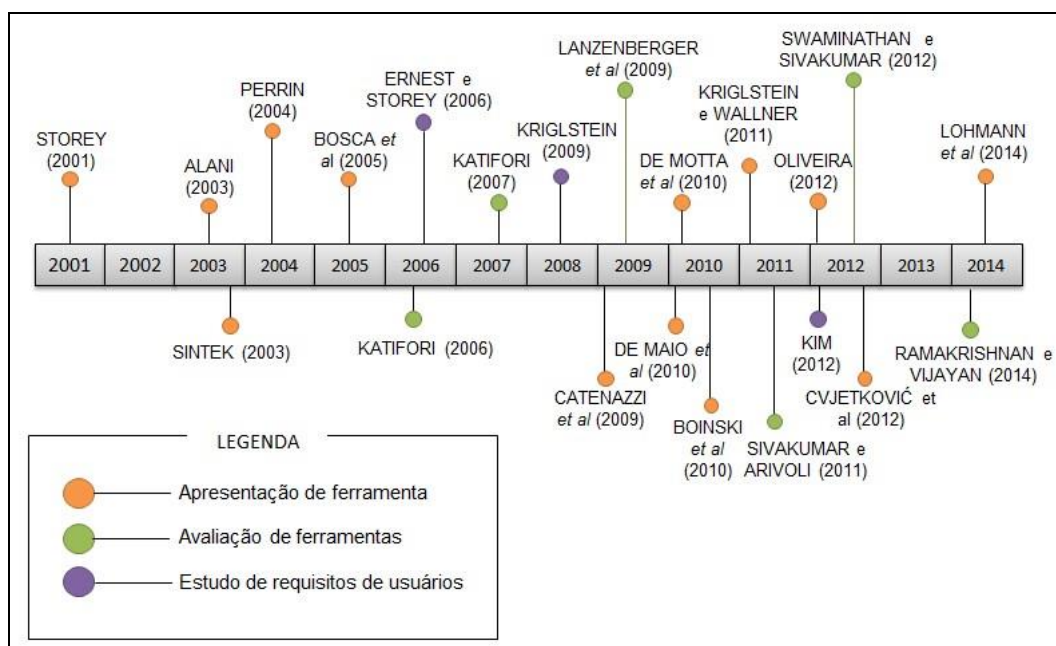 STOREY
(2001)
ALANI
(2003)
PERRIN
(2004)
BOSCA et
al (2005)
ERNEST e
STOREY (2006)
KATIFORI
(2007)
KRIGLSTEIN
(2009)
LANZENBERGER
et al (2009)
DE MOTTA
et al (2010)
KRIGLSTEIN
e WALLNER
(2011)
OLIVEIRA
(2012)
SWAMINATHAN e
SIVAKUMAR (2012)
LOHMANN
et al (2014)
2001 2002 2003 2004 2005 2006 2007 2008 2009 2010 2011 2012 2013 2014
SINTEK (2003)
KATIFORI (2006)
CATENAZZI
et al (2009)
DE MAIO et
al (2010)
BOINSKI
et al
(2010)
SIVAKUMAR e
ARIVOLI (2011)
KIM
(2012)
CVJETKOVIĆ et
al (2012)
RAMAKRISHNAN e
VIJAYAN (2014)
LEGENDA
Apresentação de ferramenta
Avaliação de ferramentas
Estudo de requisitos de usuários